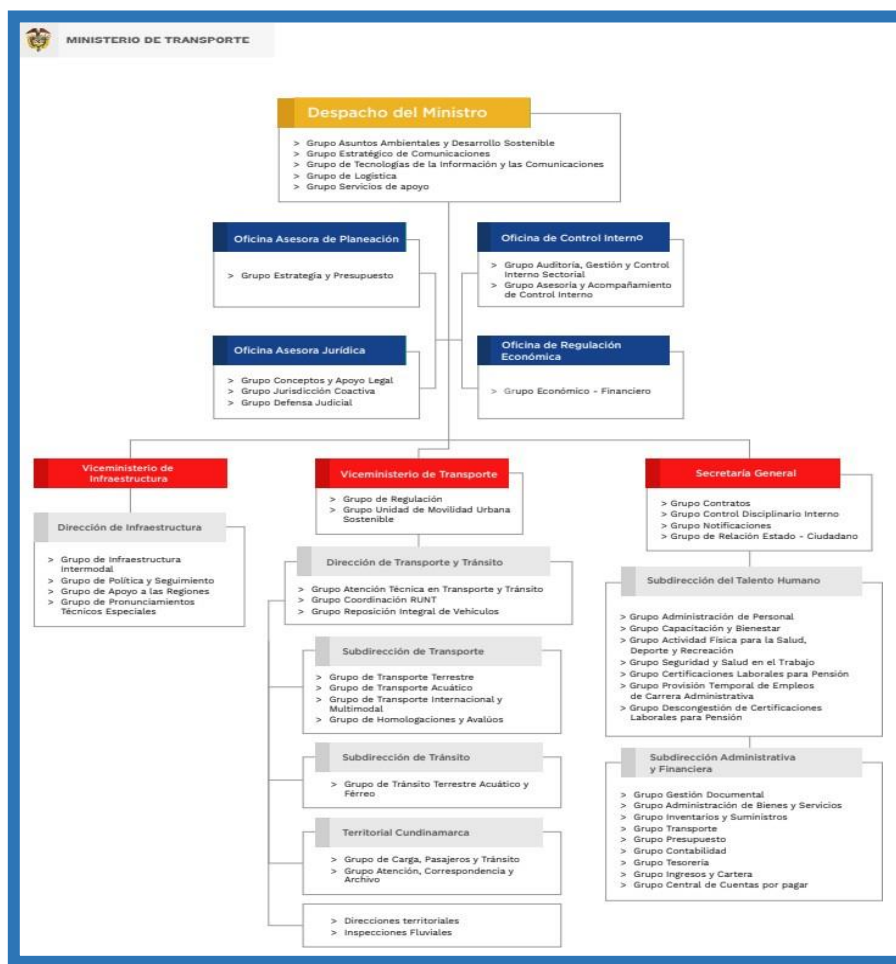 MINISTERIO DE TRANSPORTE
Despacho del Ministro
> Grupo Asuntos Ambientales y Desarrollo Sostenible
> Grupo Estratégico de Comunicaciones
> Grupo de Tecnologías de la Información y las Comunicaciones
> Grupo de Logística
> Grupo Servicios de apoyo
Oficina Asesora de Planeación
> Grupo Estrategia y Presupuesto
Oficina de Control Interno
> Grupo Auditoría, Gestión y Control
Interno Sectorial
> Grupo Asesoría y Acompañamiento
de Control Interno
Oficina Asesora Jurídica
> Grupo Conceptos y Apoyo Legal
> Grupo Jurisdicción Coactiva
> Grupo Defensa Judicial
Oficina de Regulación
Económica
> Grupo Económico - Financiero
Viceministerio de
Infraestructura
Dirección de Infraestructura
> Grupo de Infraestructura
Intermodal
> Grupo de Política y Seguimiento
> Grupo de Apoyo a las Regiones
> Grupo de Pronunciamientos
Técnicos Especiales
Viceministerio de Transporte
> Grupo de Regulación
> Grupo Unidad de Movilidad Urbana
Sostenible
Dirección de Transporte y Tránsito
> Grupo Atención Técnica en Transporte y Tránsito
> Grupo Coordinación RUNT
> Grupo Reposición Integral de Vehículos
Subdirección de Transporte
> Grupo de Transporte Terrestre
> Grupo de Transporte Acuático
> Grupo de Transporte Internacional y
Multimodal
> Grupo de Homologaciones y Avalúos
Subdirección de Tránsito
> Grupo de Tránsito Terrestre Acuático y
Férreo
Territorial Cundinamarca
> Grupo de Carga, Pasajeros y Tránsito
> Grupo Atención, Correspondencia y
Archivo
> Direcciones territoriales
> Inspecciones Fluviales
Secretaría General
> Grupo Contratos
> Grupo Control Disciplinario Interno
> Grupo Notificaciones
> Grupo de Relación Estado - Ciudadano
Subdirección del Talento Humano
> Grupo Administración de Personal
> Grupo Capacitación y Bienestar
> Grupo Actividad Física para la Salud,
Deporte y Recreación
> Grupo Seguridad y Salud en el Trabajo
> Grupo Certificaciones Laborales para Pensión
> Grupo Provisión Temporal de Empleos
de Carrera Administrativa
> Grupo Descongestión de Certificaciones
Laborales para Pensión
Subdirección Administrativa
y Financiera
> Grupo Gestión Documental
> Grupo Administración de Bienes y Servicios
> Grupo Inventarios y Suministros
> Grupo Transporte
> Grupo Presupuesto
> Grupo Contabilidad
> Grupo Tesorería
> Grupo Ingresos y Cartera
> Grupo Central de Cuentas por pagar